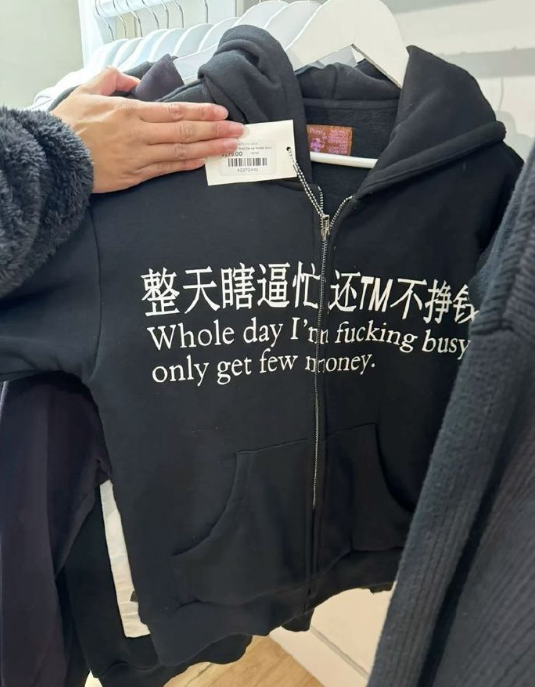 整天瞎逼忙 还TM不挣钱
Whole day I'm fucking busy
only get few money.